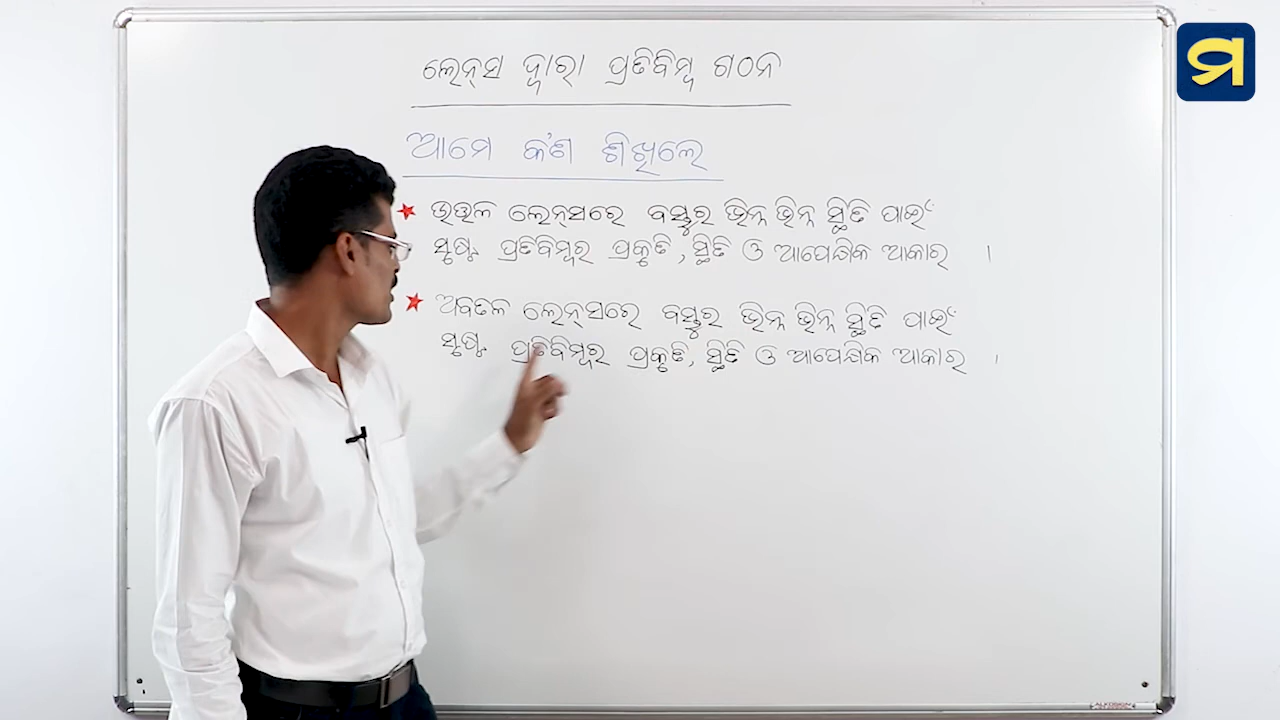 ମ
ଲେନ୍‌ସ ଦ୍ୱାରା ପ୍ରତିବିମ୍ବ ଗଠନ
ଆମେ କ'ଣ ଶିଖିଲେ
ଉତ୍ତଳ ଲେନ୍‌ସରେ ବସ୍ତୁର ଭିନ୍ନ ଭିନ୍ନ ସ୍ଥିତି ପାଇଁ
ସୃଷ୍ଟ ପ୍ରତିବିମ୍ବର ପ୍ରକୃତି, ସ୍ଥିତି ଓ ଆପେକ୍ଷିକ ଆକାର ।
ଅବତଳ ଲେନ୍‌ସରେ ବସ୍ତୁର ଭିନ୍ନ ଭିନ୍ନ ସ୍ଥିତି ପାଇଁ
ସୃଷ୍ଟ ପ୍ରତିବିମ୍ବର ପ୍ରକୃତି, ସ୍ଥିତି ଓ ଆପେକ୍ଷିକ ଆକାର ।